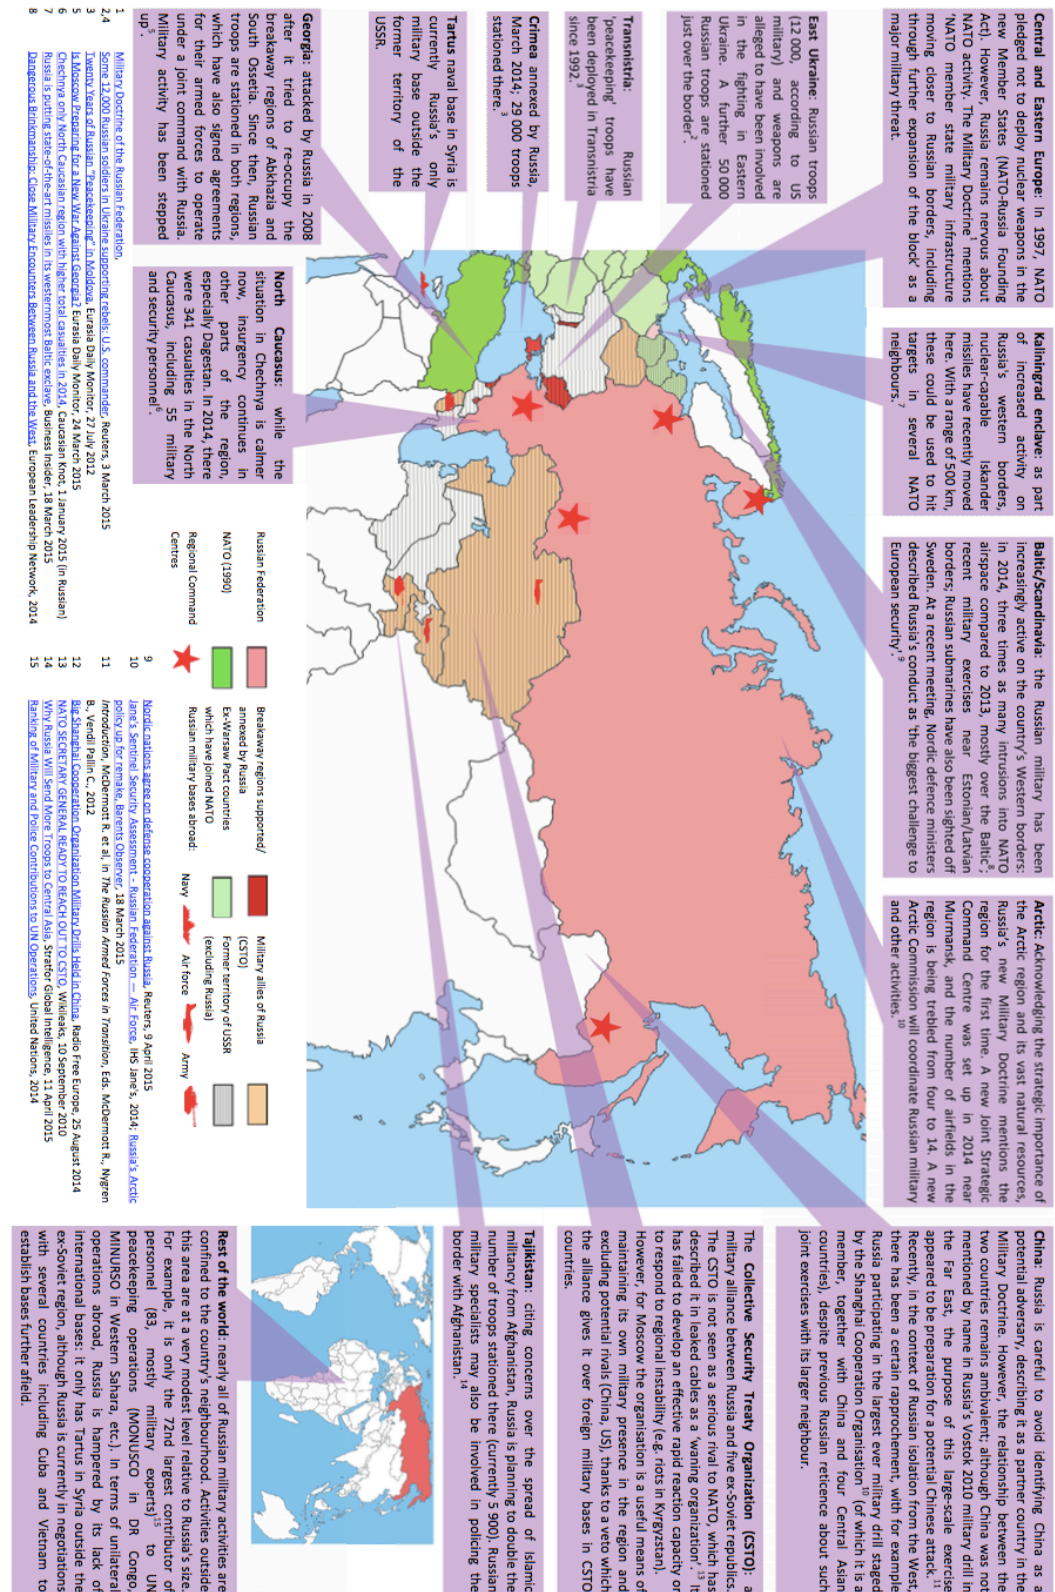 Central and Eastern Europe: In 1997, NATO
pledged not to deploy nuclear weapons in the
new Member States (NATO-Russia Founding
Act). However, Russia remains nervous about
NATO activity. The Military Doctrine1 mentions
'NATO member state military infrastructure
moving closer to Russian borders, including
through further expansion of the block' as a
major military threat.
Kaliningrad enclave: as part
of increased activity on
Russia's western borders,
nuclear-capable Iskander
missiles have recently moved
here. With a range of 500 km,
these could be used to hit
targets in several NATO
neighbours.7
Baltic/Scandinavia: the Russian military has been
increasingly active on the country's Western borders:
in 2014, three times as many intrusions into NATO
airspace compared to 2013, mostly over the Baltic8;
recent military exercises near Estonian/Latvian
borders; Russian submarines have also been sighted off
Sweden. At a recent meeting, Nordic defence ministers
described Russia's conduct as 'the biggest challenge to
European security'.9
Arctic: Acknowledging the strategic importance of
the Arctic region and its vast natural resources,
Russia's new Military Doctrine mentions the
region for the first time. A new Joint Strategic
Command Centre was set up in 2014 near
Murmansk, and the number of airfields in the
region is being trebled from four to 14. A new
Arctic Commission will coordinate Russian military
and other activities.10
China: Russia is careful to avoid identifying China as
potential adversary, describing it as a partner country in
Military Doctrine. However, the relationship between the
two countries remains ambivalent; although China was not
mentioned by name in Russia's Vostok 2010 military drill in
the Far East, the purpose of this large-scale exercise
appeared to be preparation for a potential Chinese attack.
Recently, in the context of Russian isolation from the West,
there has been a certain rapprochement, with for example
Russia participating in the largest ever military drill staged
by the Shanghai Cooperation Organisation10 (of which it is a
member, together with China and four Central Asian
countries), despite previous Russian reticence about such
joint exercises with its larger neighbour.
East Ukraine: Russian troops
(12 000, according to US
military) and weapons are
alleged to have been involved
in the fighting in Eastern
Ukraine. A further 50 000
Russian troops are stationed
just over the border2.
Transnistria: Russian
'peacekeeping' troops have
been deployed in Transnistria
since 1992.3
Crimea annexed by Russia,
March 2014; 29 000 troops
stationed there.3
Tartus naval base in Syria is
currently Russia's only
military base outside the
former territory of the
USSR.
Georgia: attacked by Russia in 2008
after it tried to re-occupy the
breakaway regions of Abkhazia and
South Ossetia. Since then, Russian
troops are stationed in both regions,
which have also signed agreements
for their armed forces to operate
under a joint command with Russia.
Military activity has been stepped
up.5
North Caucasus: while the
situation in Chechnya is calmer
now, insurgency continues in
other parts of the region,
especially Dagestan. In 2014, there
were 341 casualties in the North
Caucasus, including 55 military
and security personnel6.
The Collective Security Treaty Organization (CSTO): a
military alliance between Russia and five ex-Soviet republics.
The CSTO is not seen as a serious rival to NATO, which has
described it in leaked cables as a 'waning organization'.13 It
has failed to develop an effective rapid reaction capacity or
to respond to regional instability (e.g. riots in Kyrgyzstan).
However, for Moscow the organisation is a useful means of
maintaining its own military presence in the region and
excluding potential rivals (China, US), thanks to a veto which
the alliance gives it over foreign military bases in CSTO
countries.
Tajikistan: citing concerns over the spread of Islamic
militancy from Afghanistan, Russia is planning to double the
number of troops stationed there (currently 5 900). Russian
military specialists may also be involved in policing the
border with Afghanistan.14
Rest of the world: nearly all of Russian military activities are
confined to the country's neighbourhood. Activities outside
this area are at a very modest level relative to Russia's size.
For example, it is only the 72nd largest contributor of
personnel (83, mostly military experts)15 to UN
peacekeeping operations (MONUSCO in DR Congo,
MINURSO in Western Sahara, etc.). In terms of unilateral
operations abroad, Russia is hampered by its lack of
international bases: it only has Tartus in Syria outside the
ex-Soviet region, although Russia is currently in negotiations
with several countries including Cuba and Vietnam to
establish bases further afield.
Russian Federation
NATO (1990)
Regional Command
Centres
Breakaway regions supported/
annexed by Russia
Ex-Warsaw Pact countries
which have joined NATO
Russian military bases abroad:
Navy
Air force
Army
Military allies of Russia
(CSTO)
Former territory of USSR
(excluding Russia)
1 Military Doctrine of the Russian Federation,
2,4 Some 12,000 Russian soldiers in Ukraine supporting rebels: U.S. commander, Reuters, 3 March 2015
3 Twenty Years of Russian "Peacekeeping" in Moldova, Eurasia Daily Monitor, 27 July 2012
5 Is Moscow Preparing for a New War Against Georgia? Eurasia Daily Monitor, 24 March 2015
6 Chechnya only North Caucasian region with higher total casualties in 2014, Caucasian Knot, 1 January 2015 (in Russian)
7 Russia is putting state-of-the-art missiles in its westernmost Baltic exclave, Business Insider, 18 March 2015
8 Dangerous Brinkmanship: Close Military Encounters Between Russia and the West, European Leadership Network, 2014
9 Nordic nations agree on defense cooperation against Russia, Reuters, 9 April 2015
10 Jane's Sentinel Security Assessment - Russian Federation — Air Force, IHS Jane's, 2014; Russia's Arctic
policy up for remake, Barents Observer, 18 March 2015
11 Introduction, McDermott R. et al, in The Russian Armed Forces in Transition, Eds. McDermott R., Nygren
B., Vendil Pallin C., 2012
12 Big Shanghai Cooperation Organization Military Drills Held in China, Radio Free Europe, 25 August 2014
13 NATO SECRETARY GENERAL READY TO REACH OUT TO CSTO, Wikileaks, 10 September 2010
14 Why Russia Will Send More Troops to Central Asia, Stratfor Global Intelligence, 11 April 2015
15 Ranking of Military and Police Contributions to UN Operations, United Nations, 2014